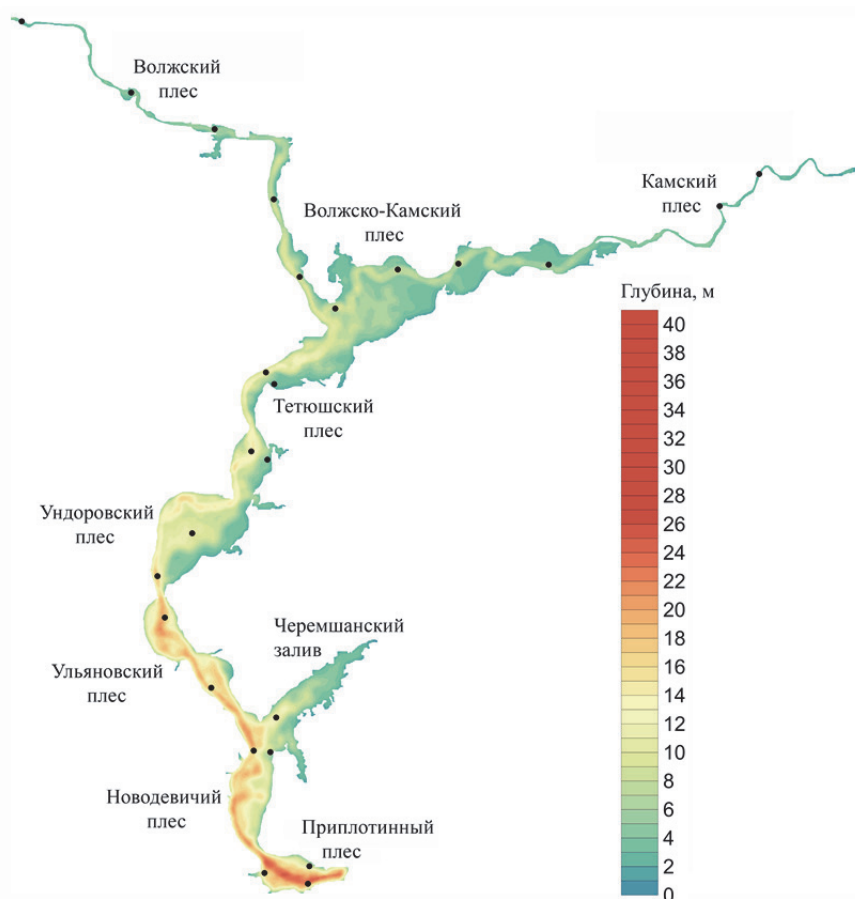 Волжский
плес
Камский
плес
Волжско-Камский
плес
Глубина, м
40
38
36
34
32
30
28
26
24
22
20
18
16
14
12
10
8
6
4
2
0
Тетюшский
плес
Ундоровский
плес
Черемшанский
залив
Ульяновский
плес
Новодевичий
плес
Приплотинный
плес